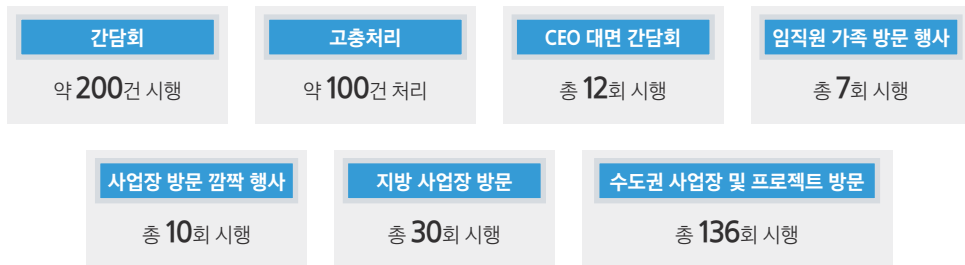 간담회
약 200건 시행
고충처리
약 100건 처리
CEO 대면 간담회
총 12회 시행
임직원 가족 방문 행사
총 7회 시행
사업장 방문 깜짝 행사
총 10회 시행
지방 사업장 방문
총 30회 시행
수도권 사업장 및 프로젝트 방문
총 136회 시행